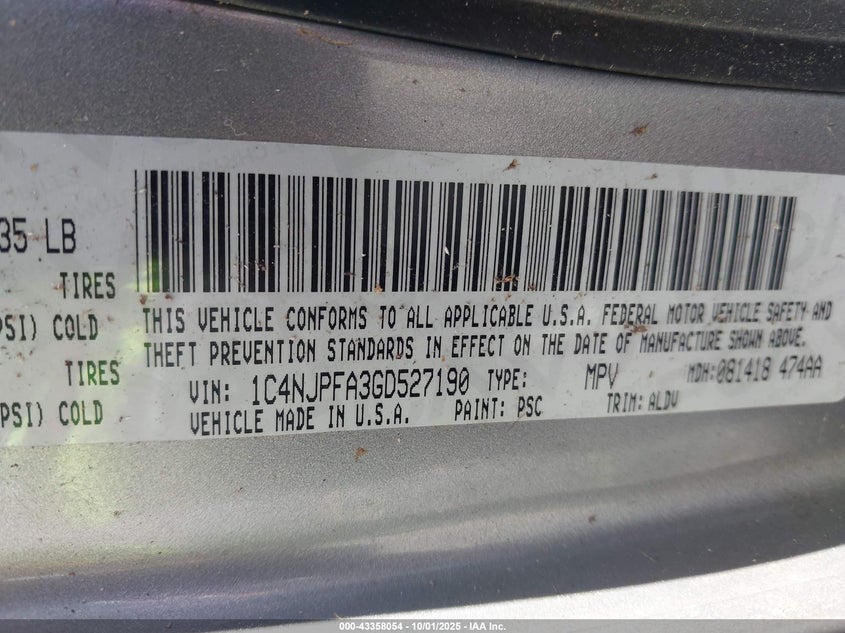 35 LB
TIRES
PSI) COLD
TIRES
PSI) COLD
THIS VEHICLE CONFORMS TO ALL APPLICABLE U.S.A. FEDERAL MOTOR VEHICLE SAFETY AND
THEFT PREVENTION STANDARDS IN EFFECT ON THE DATE OF MANUFACTURE SHOWN ABOVE.
VIN: 1C4NJPFA3GD527190 TYPE: MPV MDH:081418 474AA
VEHICLE MADE IN U.S.A. PAINT: PSC TRIM: ALDV
000-43358054 - 10/01/2025 - IAA Inc.